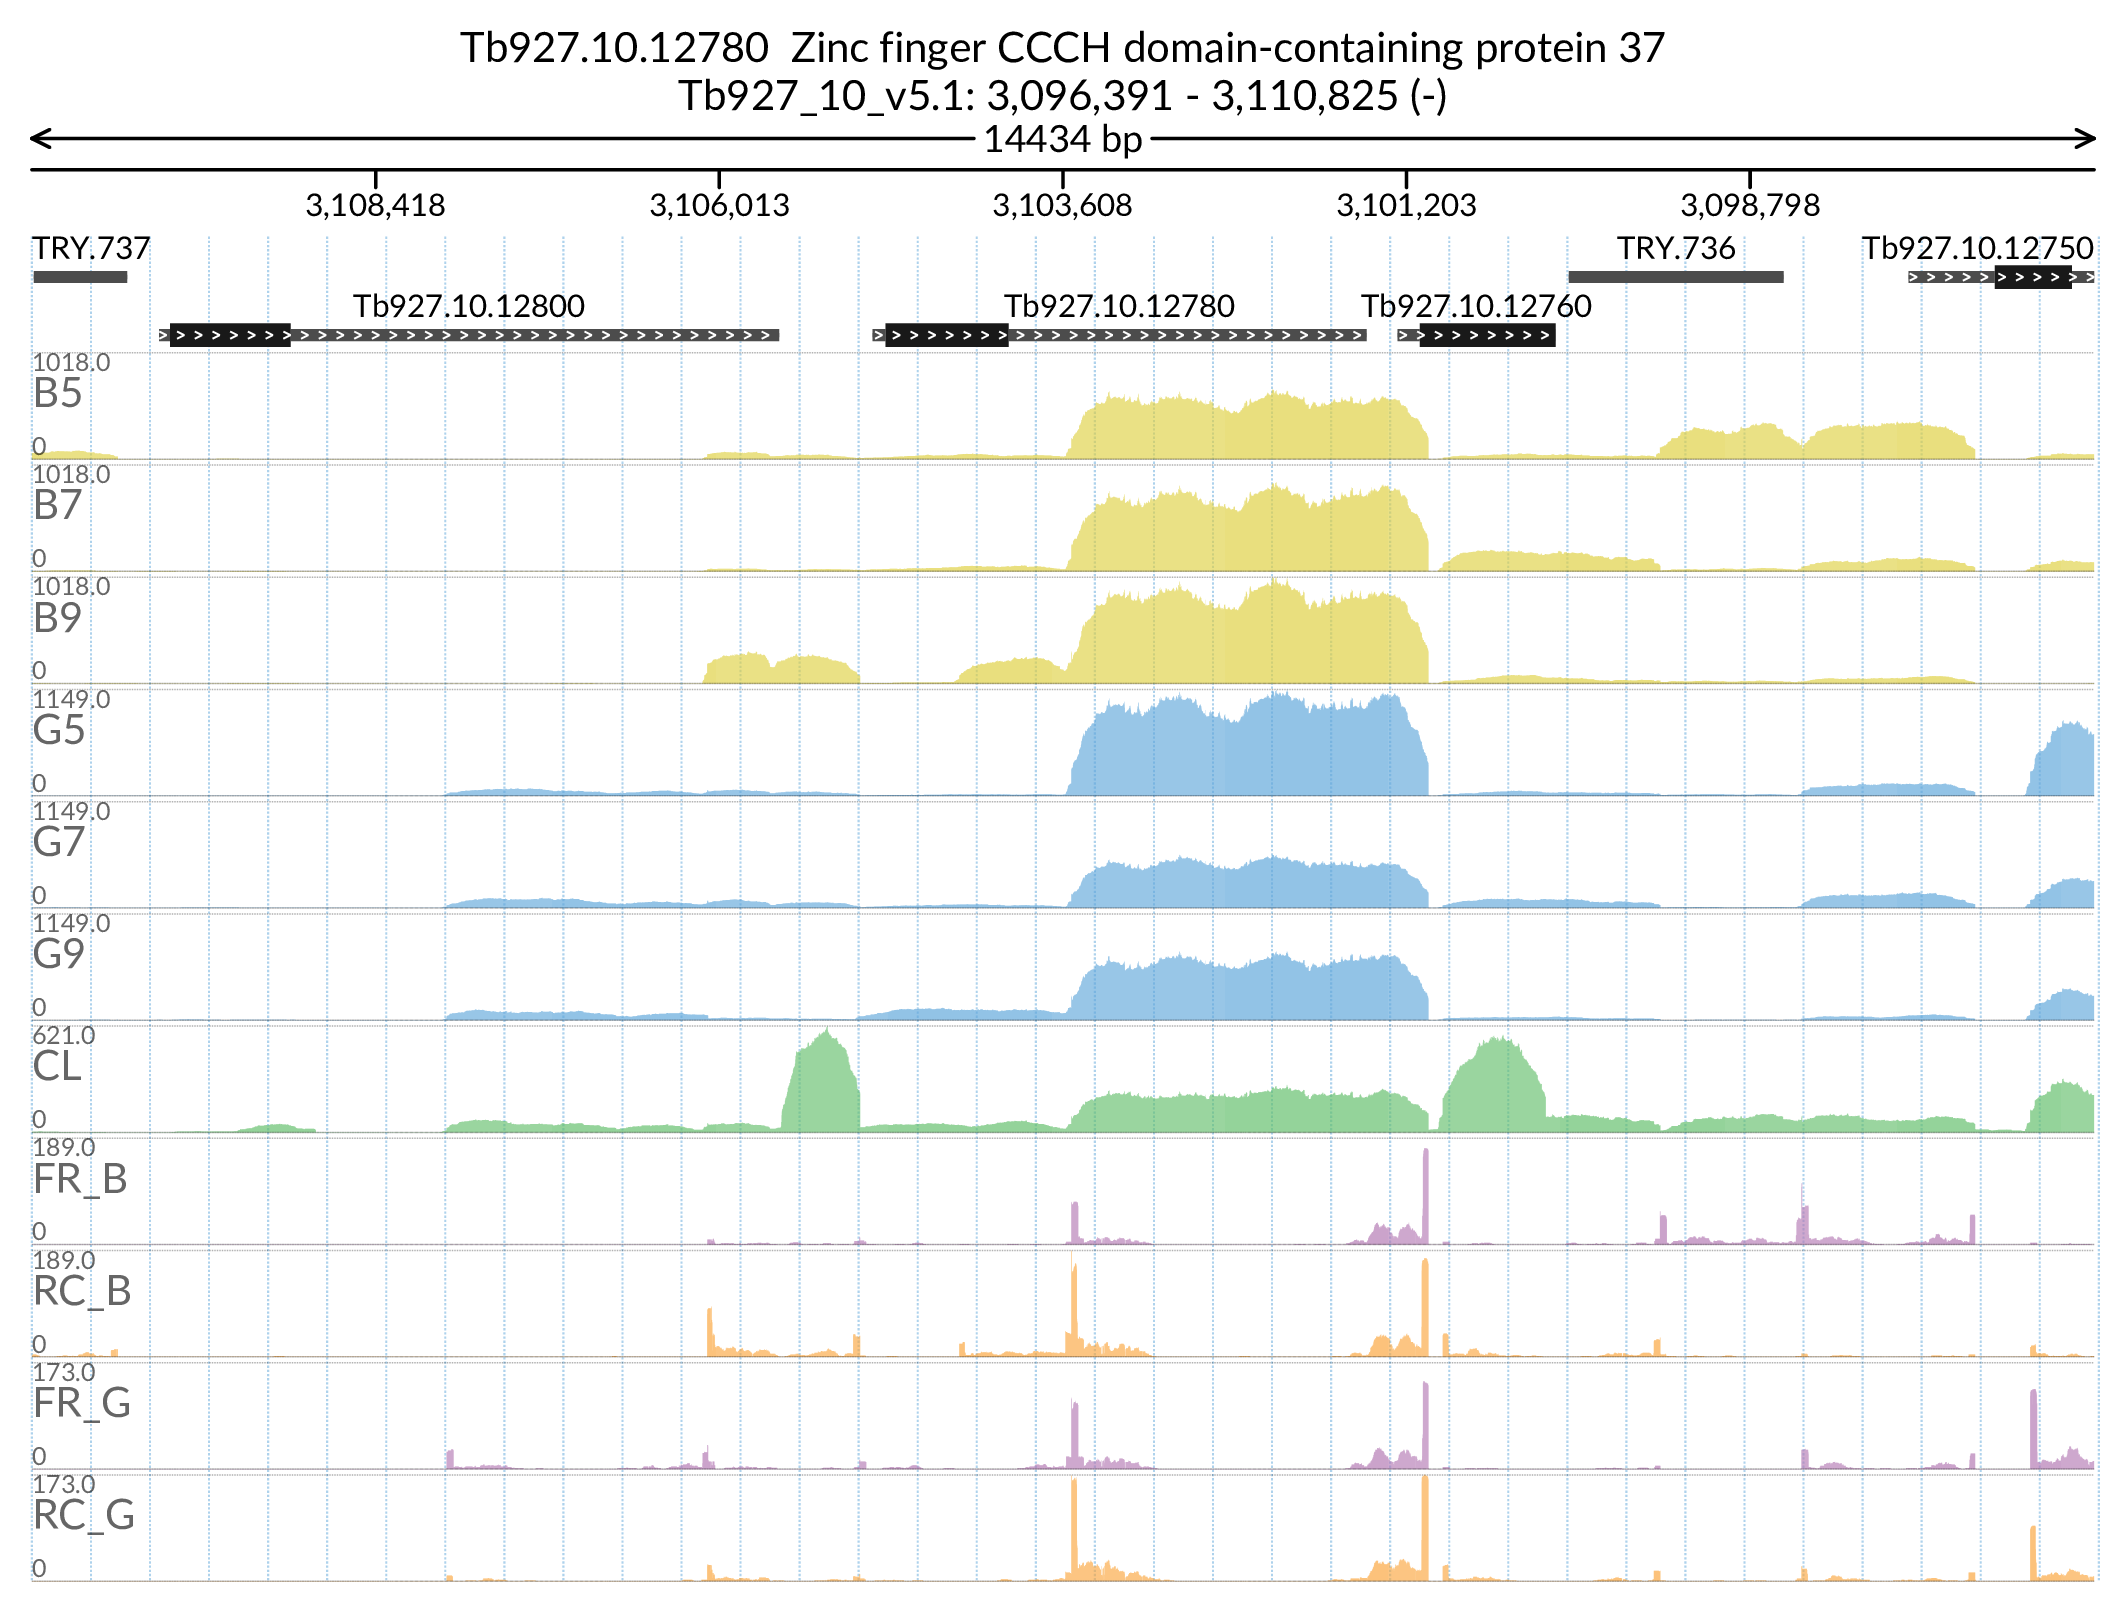 Tb927.10.12780  Zinc finger CCCH domain-containing protein 37
Tb927_10_v5.1: 3,096,391 - 3,110,825 (-)
14434 bp
3,108,418 3,106,013 3,103,608 3,101,203 3,098,798
TRY.737 TRY.736 Tb927.10.12750
Tb927.10.12800 Tb927.10.12780 Tb927.10.12760
1018.0
B5
0
1018.0
B7
0
1018.0
B9
0
1149.0
G5
0
1149.0
G7
0
1149.0
G9
0
621.0
CL
0
189.0
FR_B
0
189.0
RC_B
0
173.0
FR_G
0
173.0
RC_G
0